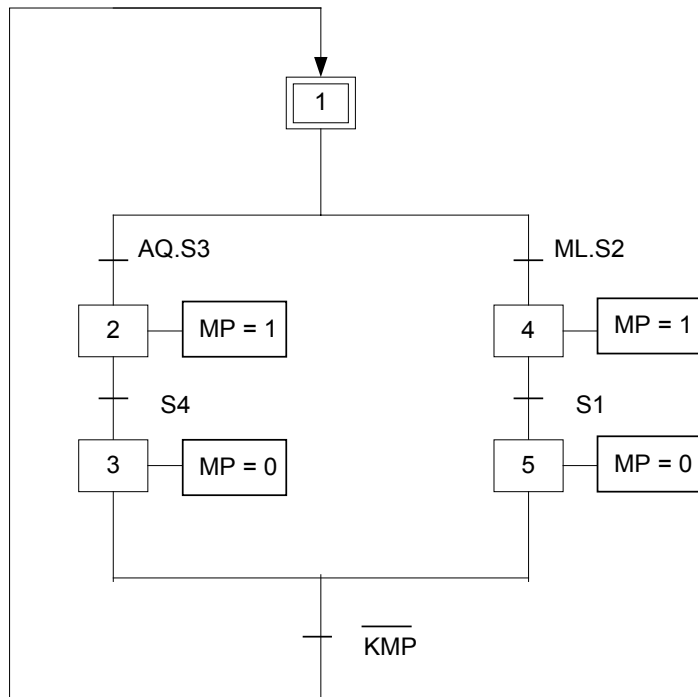 1
AQ.S3
ML.S2
2
MP = 1
4
MP = 1
S4
S1
3
MP = 0
5
MP = 0
K̅M̅P̅